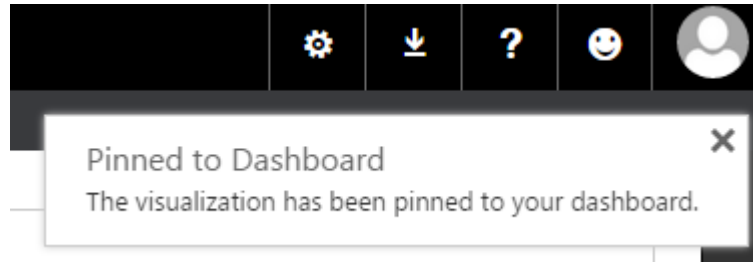 ?
Pinned to Dashboard
The visualization has been pinned to your dashboard.